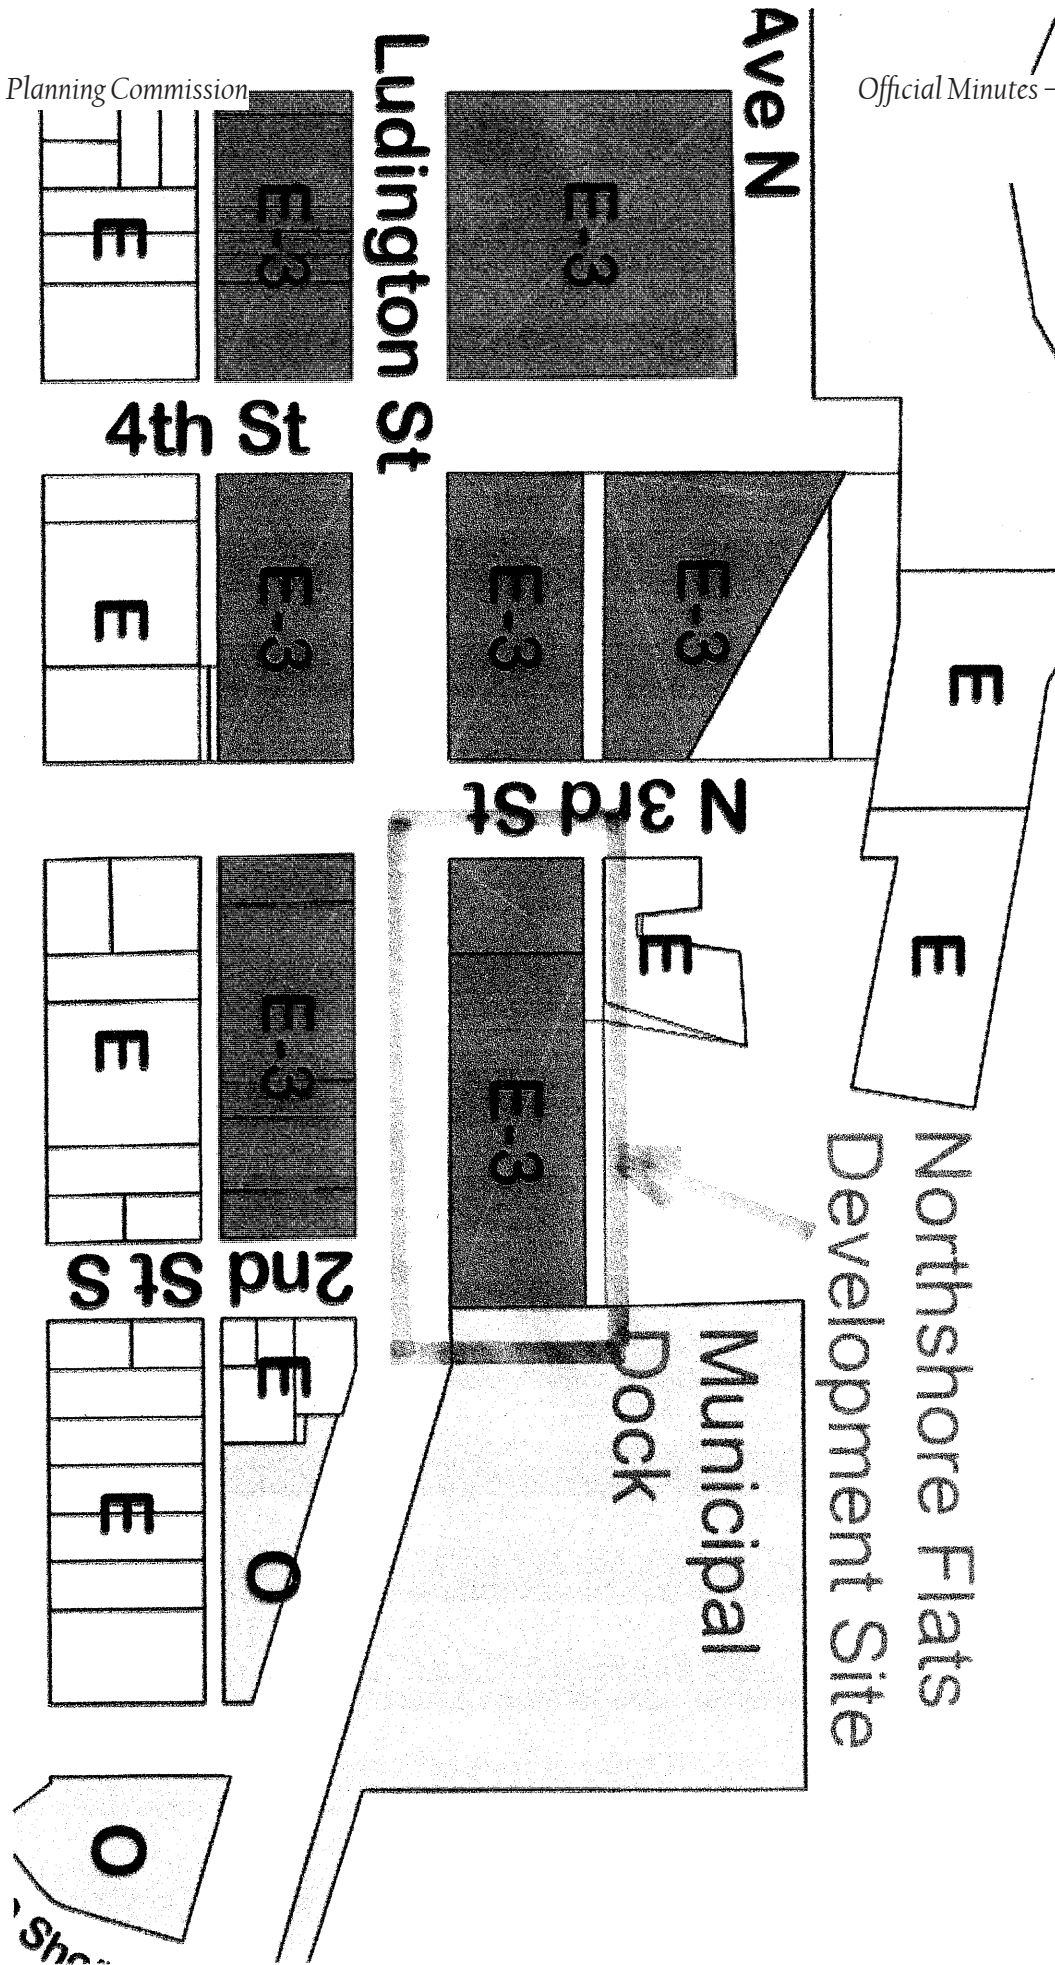 Planning Commission
Official Minutes –
Ludington St
Ave N
E-3
E-3
E
4th St
E
E-3
E-3
E-3
E
N 3rd St
E
E-3
E-3
E
E
2nd St S
Northshore Flats
Development Site
Municipal
Dock
E
E
O
O